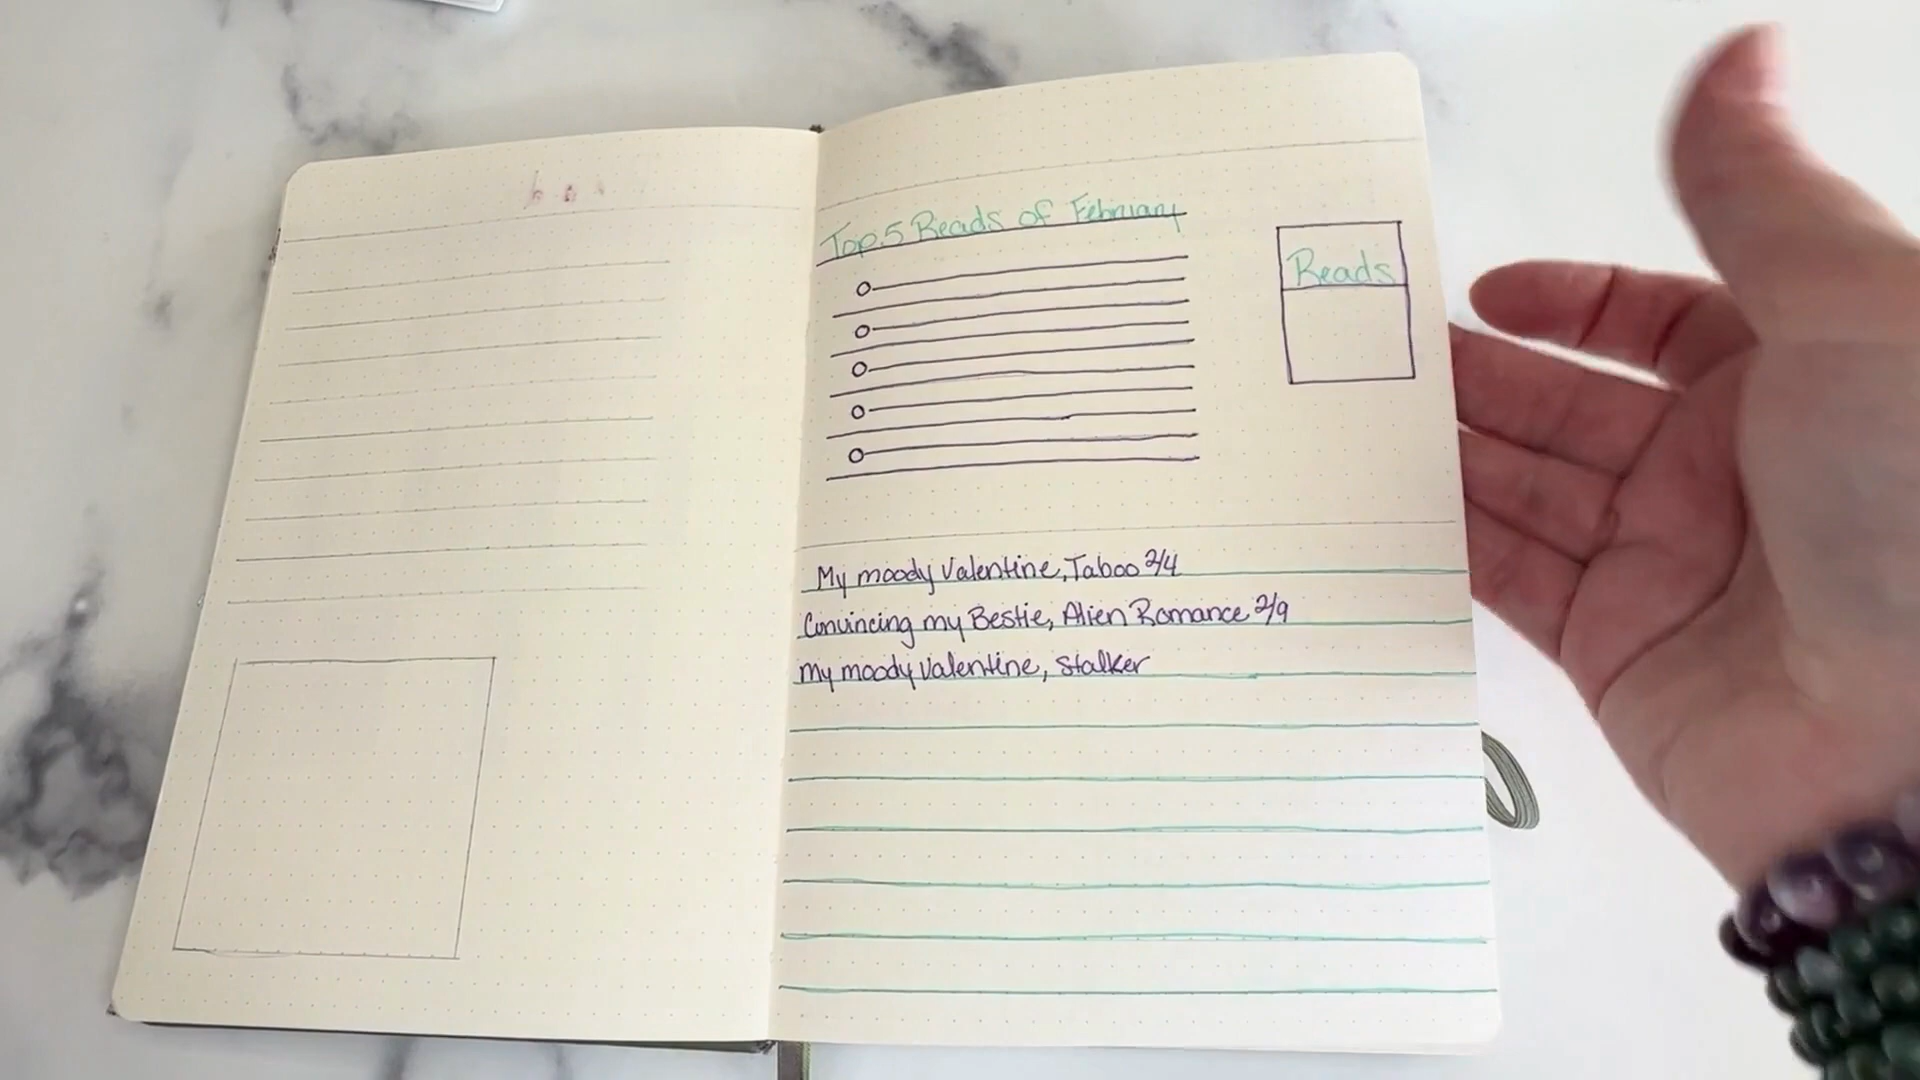 Top 5 Reads of February
Reads
My moody Valentine, Taboo 2/4
Convincing my Bestie, Alien Romance 2/9
My moody Valentine, Stalker